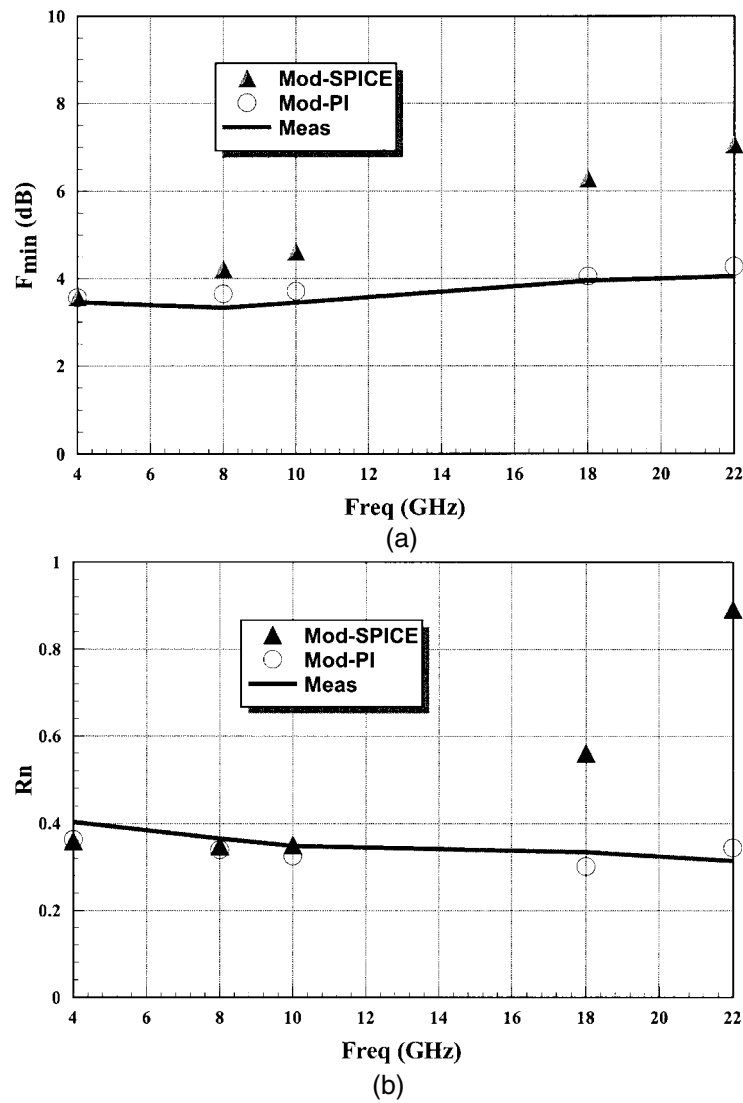 10
8
6
4
2
0
F min (dB)
Mod-SPICE
Mod-PI
Meas
4 6 8 10 12 14 16 18 20 22
Freq (GHz)
(a)
1
0.8
0.6
0.4
0.2
0
Rn
Mod-SPICE
Mod-PI
Meas
4 6 8 10 12 14 16 18 20 22
Freq (GHz)
(b)